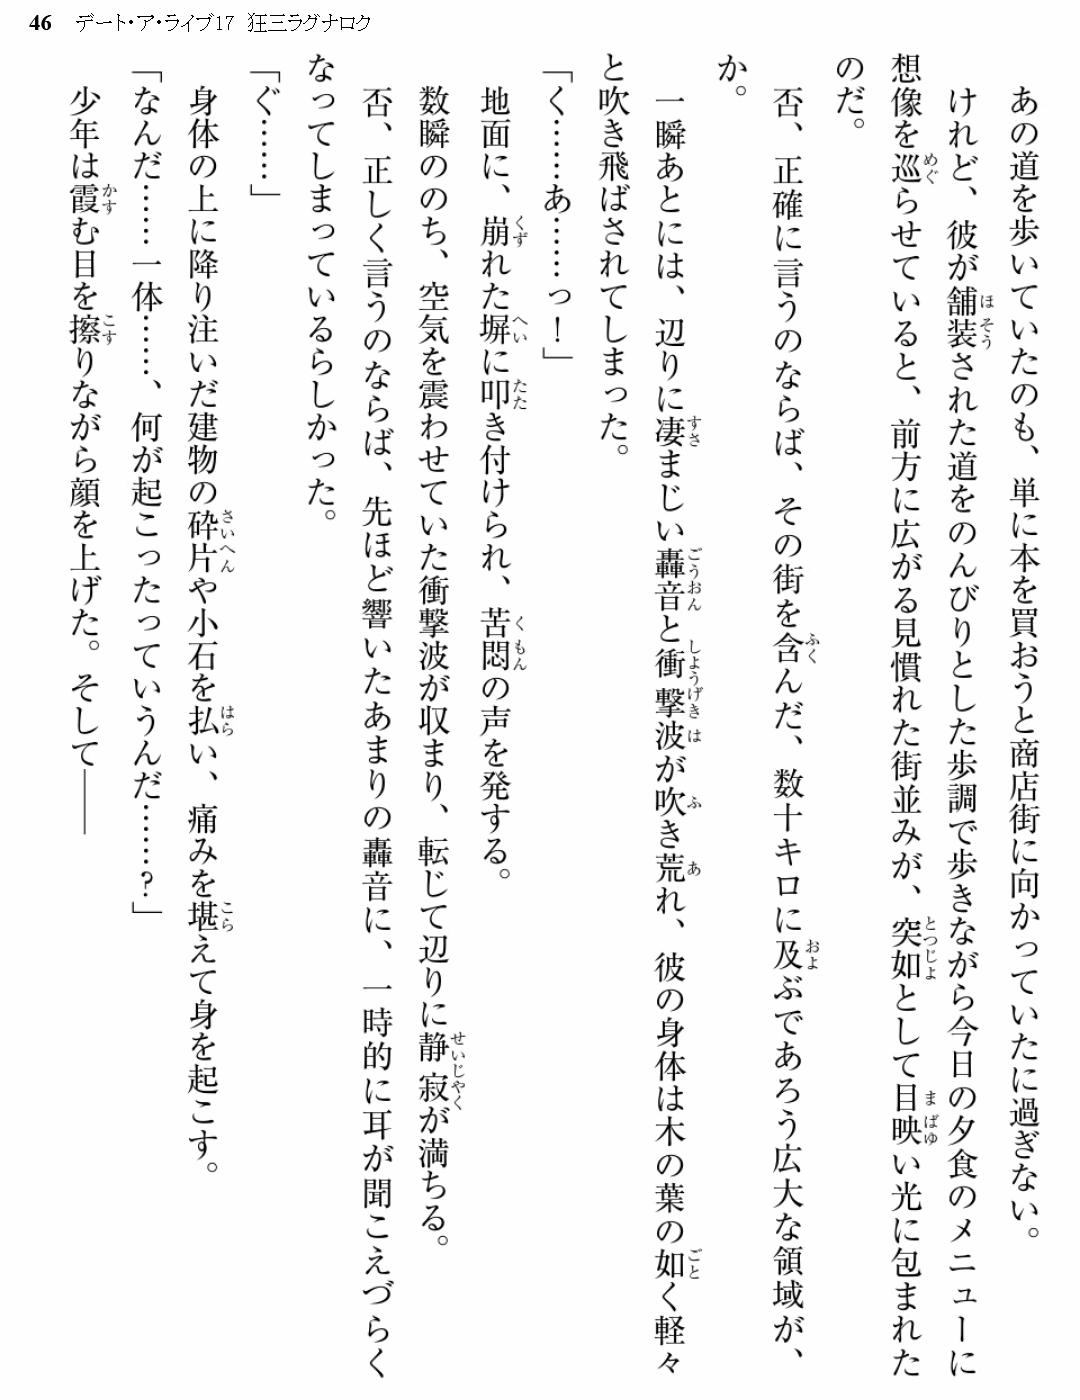 46 デート・ア・ライブ17 狂三ラグナロク
あの道を歩いていたのも、単に本を買おうと商店街に向かっていたに過ぎない。
けれど、彼が舗装された道をのんびりとした歩調で歩きながら今日の夕食のメニューに
想像を巡らせていると、前方に広がる見慣れた街並みが、突如として目映い光に包まれた
のだ。
否、正確に言うのならば、その街を含んだ、数十キロに及ぶであろう広大な領域が、
か。
一瞬あとには、辺りに凄まじい轟音と衝撃波が吹き荒れ、彼の身体は木の葉の如く軽々
と吹き飛ばされてしまった。
「く……あ……っ！」
地面に、崩れた塀に叩き付けられ、苦悶の声を発する。
数瞬ののち、空気を震わせていた衝撃波が収まり、転じて辺りに静寂が満ちる。
否、正しく言うのならば、先ほど響いたあまりの轟音に、一時的に耳が聞こえづらく
なってしまっているらしかった。
「ぐ……」
身体の上に降り注いだ建物の砕片や小石を払い、痛みを堪えて身を起こす。
「なんだ……一体……、何が起こったっていうんだ……？」
少年は霞む目を擦りながら顔を上げた。そして――